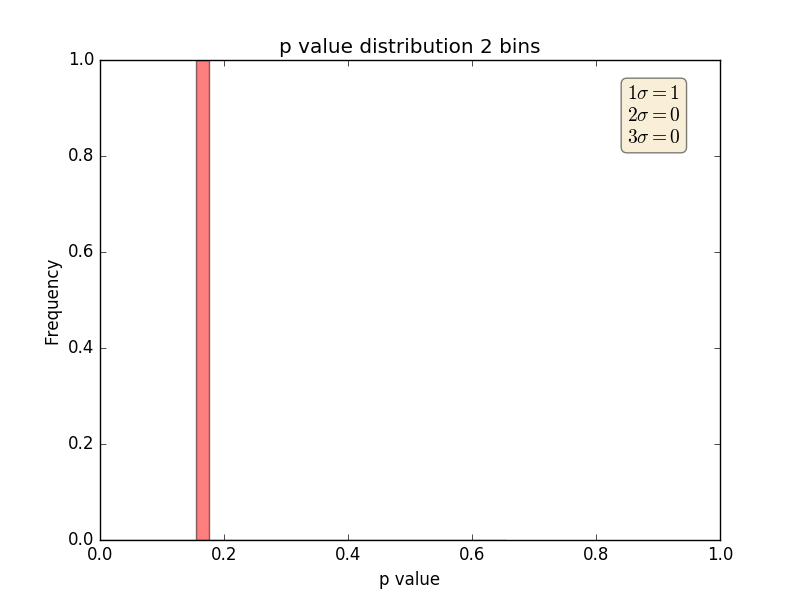 p value distribution 2 bins
1σ = 1
2σ = 0
3σ = 0
1.0
0.8
0.6
0.4
0.2
0.0
Frequency
0.0 0.2 0.4 0.6 0.8 1.0
p value